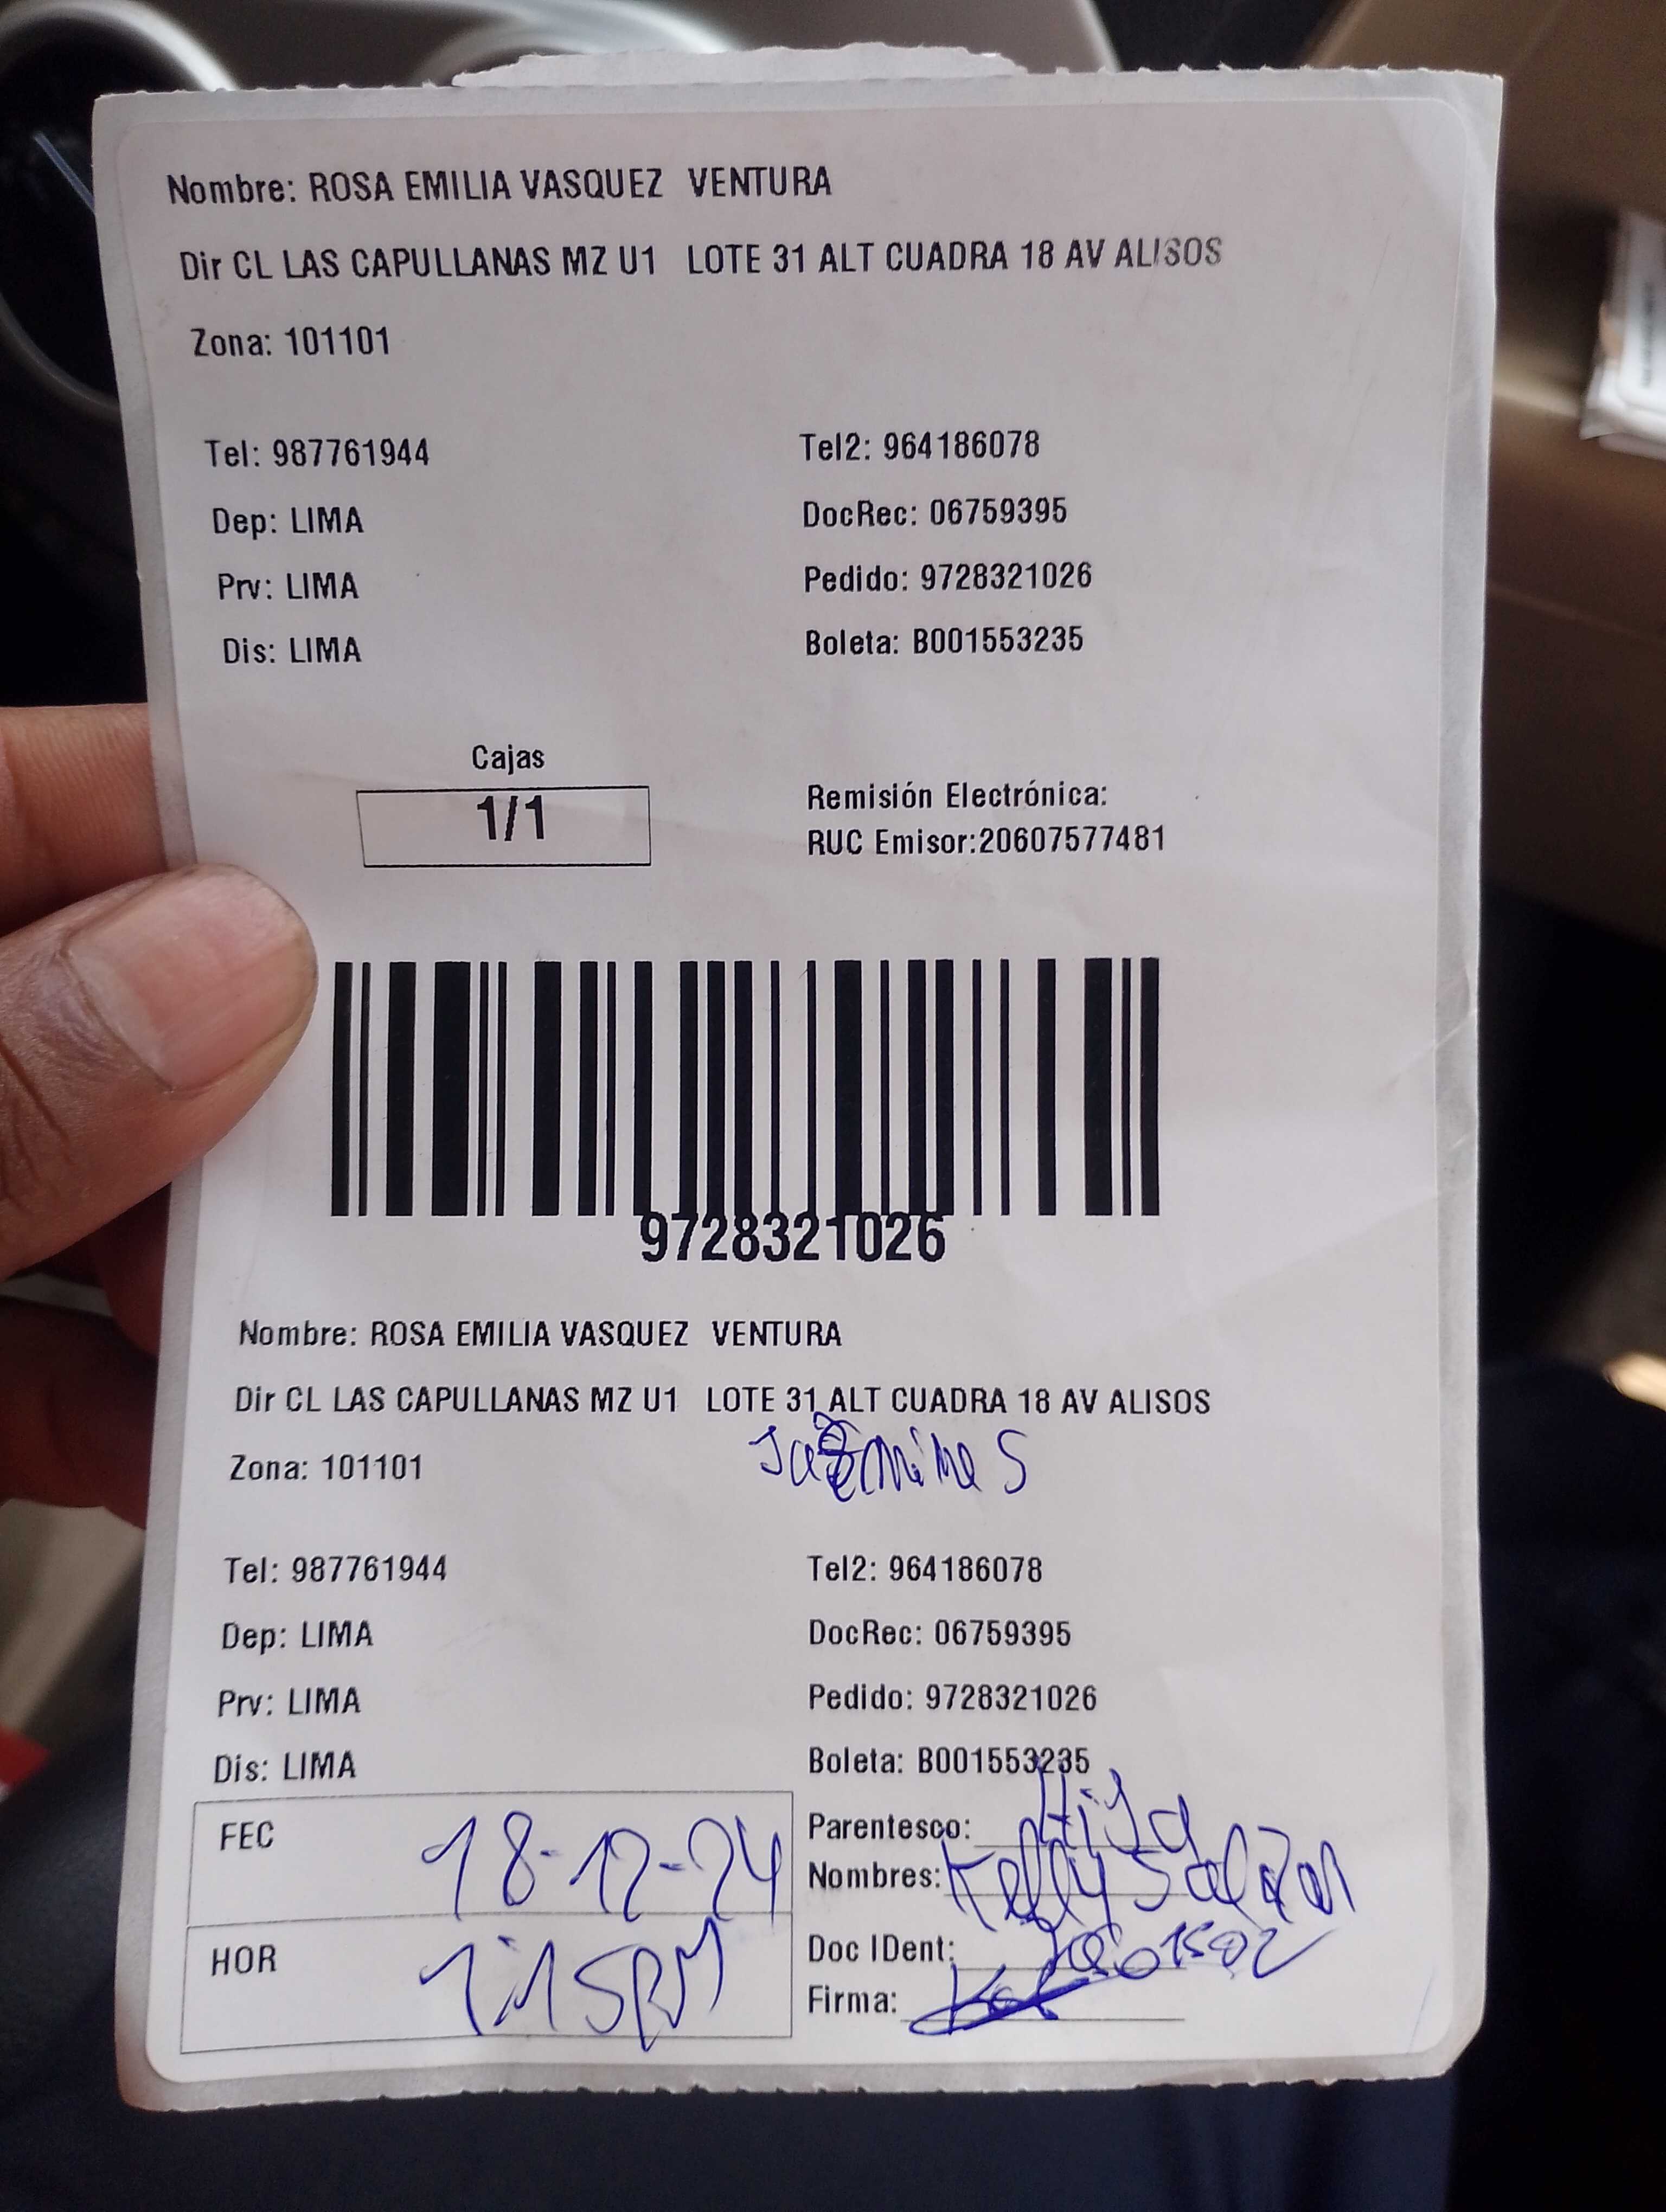 Nombre: ROSA EMILIA VASQUEZ VENTURA
Dir CL LAS CAPULLANAS MZ U1 LOTE 31 ALT CUADRA 18 AV ALISOS
Zona: 101101
Tel: 987761944 Tel2: 964186078
Dep: LIMA DocRec: 06759395
Prv: LIMA Pedido: 9728321026
Dis: LIMA Boleta: B001553235
Cajas
1/1
Remisión Electrónica:
RUC Emisor:20607577481
9728321026
Nombre: ROSA EMILIA VASQUEZ VENTURA
Dir CL LAS CAPULLANAS MZ U1 LOTE 31 ALT CUADRA 18 AV ALISOS
Zona: 101101
Tel: 987761944 Tel2: 964186078
Dep: LIMA DocRec: 06759395
Prv: LIMA Pedido: 9728321026
Dis: LIMA Boleta: B001553235
FEC 18-12-24
Parentesco: Hija
Nombres: Kelly Salazar
HOR 1:15PM
Doc IDent:
Firma: